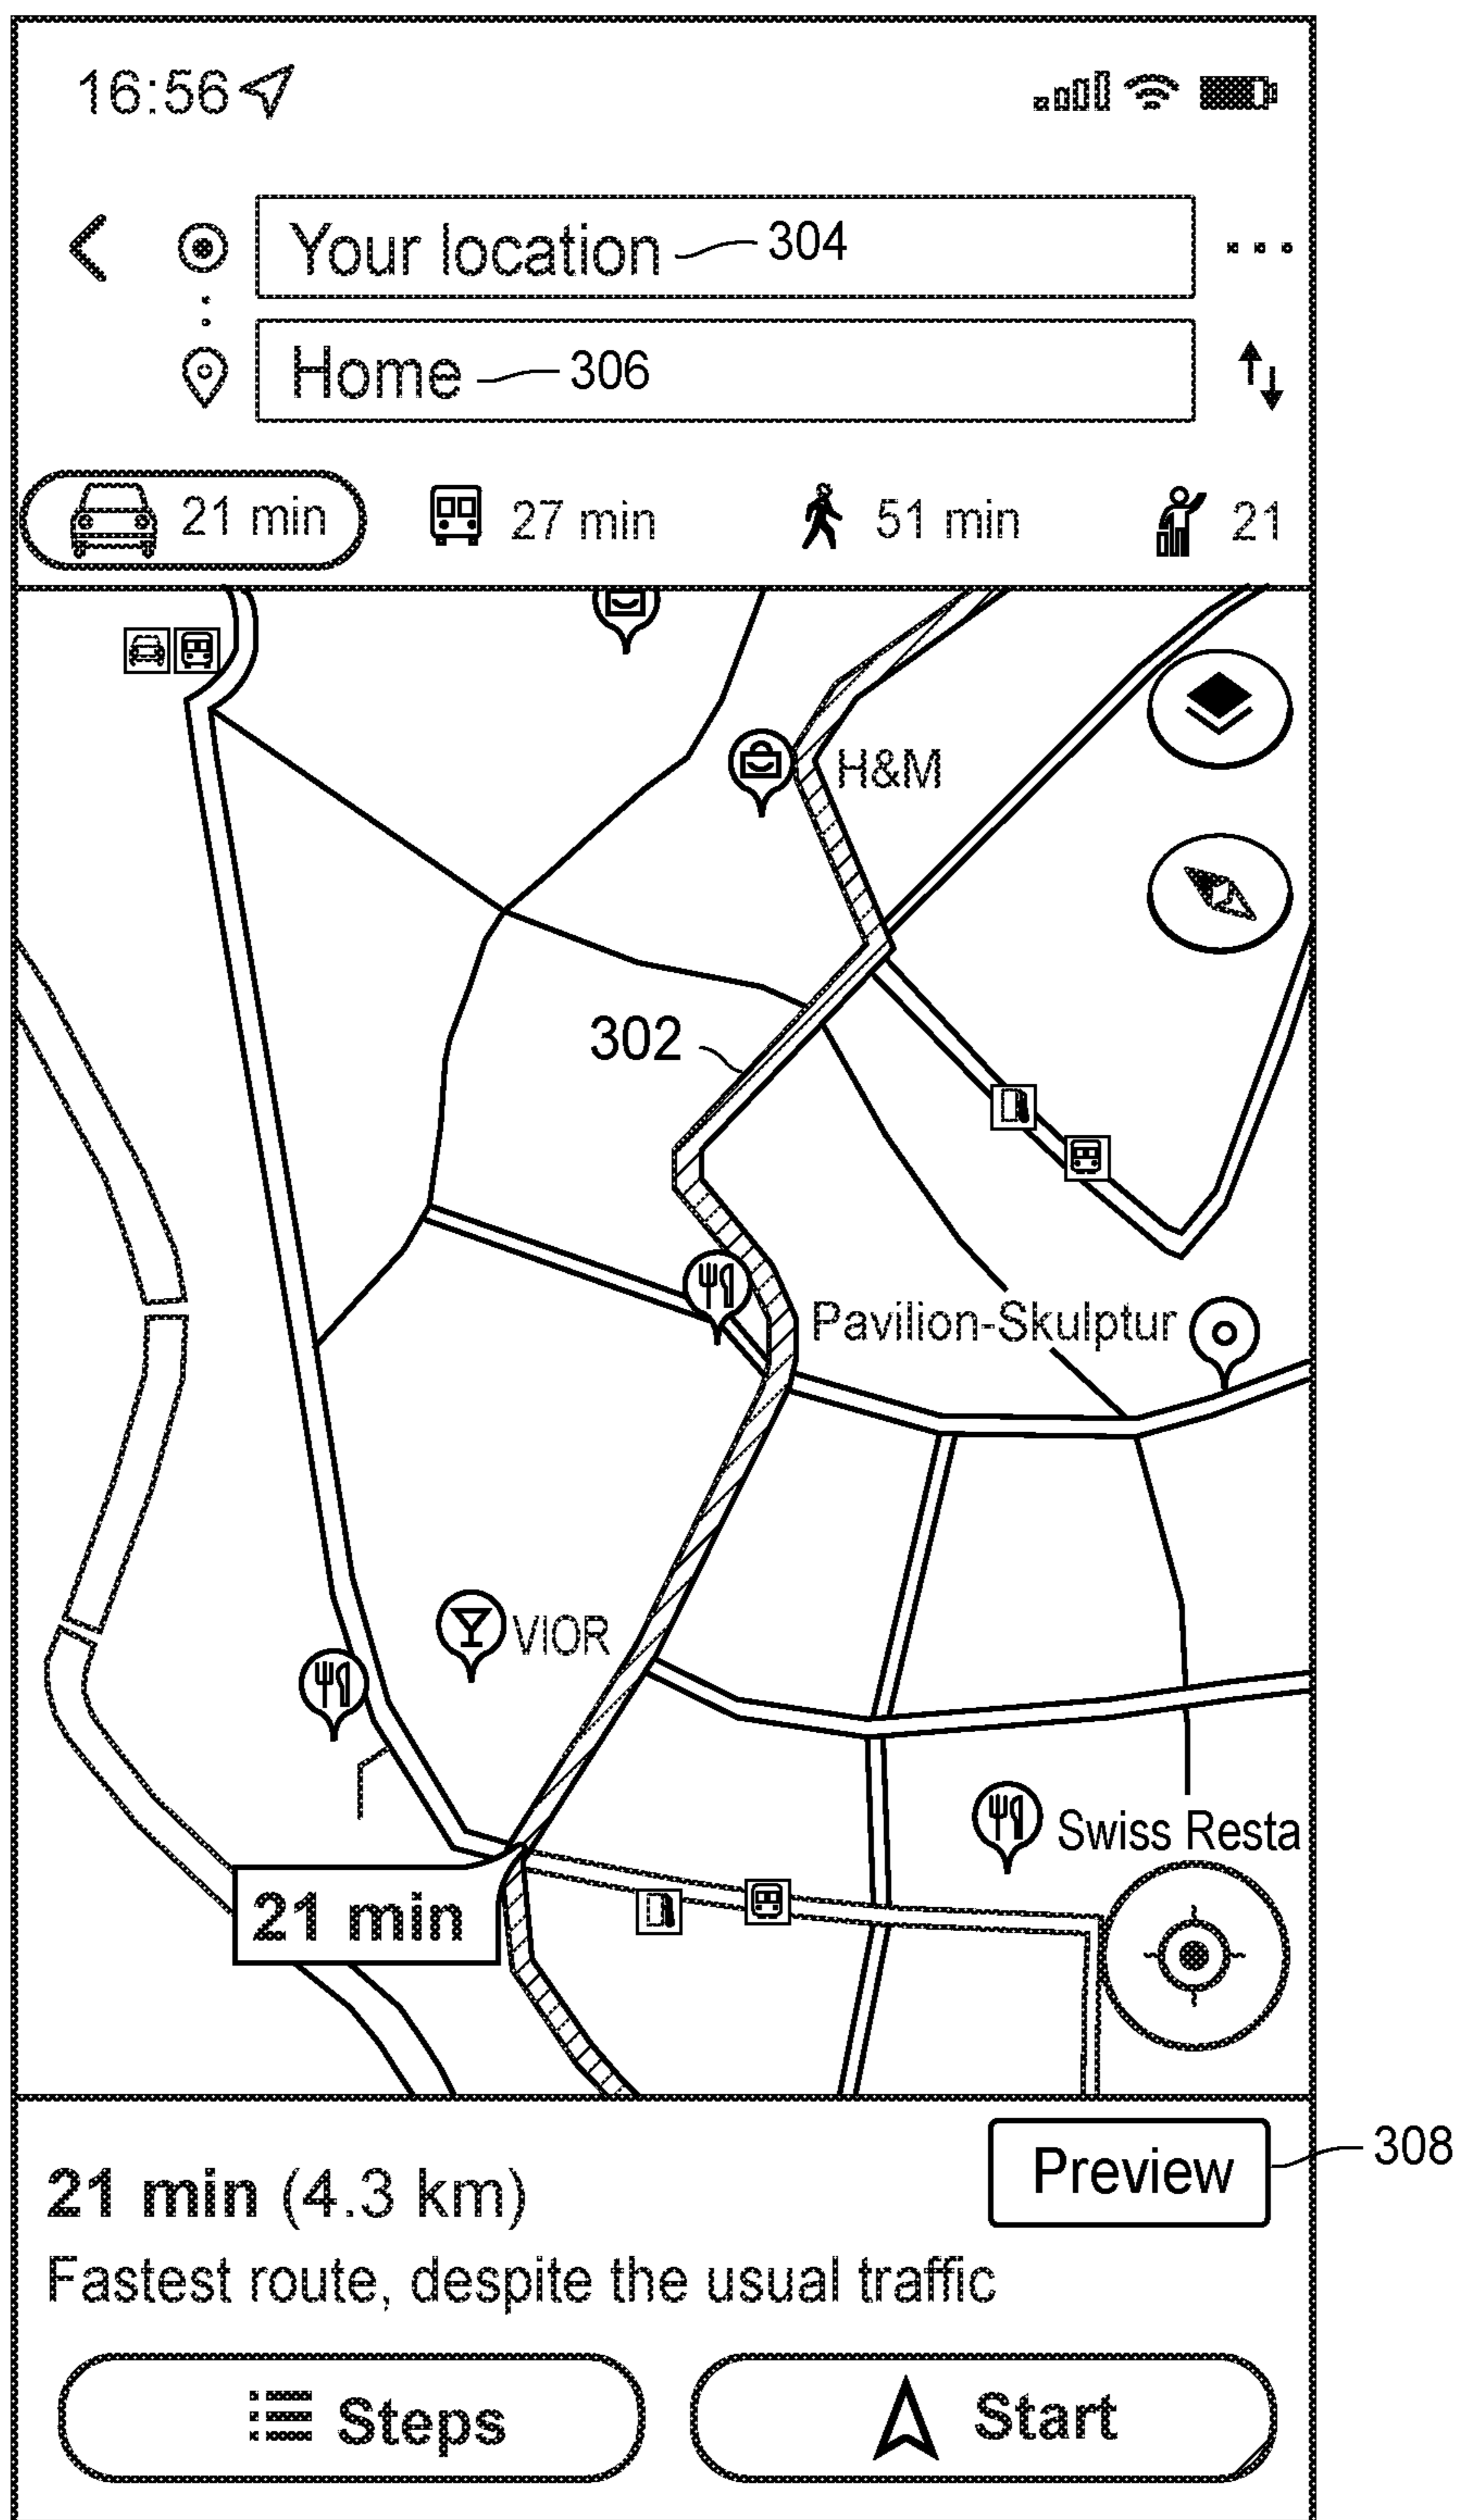 16:56
Your location 304
Home 306
21 min 27 min 51 min 21
H&M
302
Pavilion-Skulptur
VIOR
Swiss Resta
21 min
Preview 308
21 min (4.3 km)
Fastest route, despite the usual traffic
Steps Start